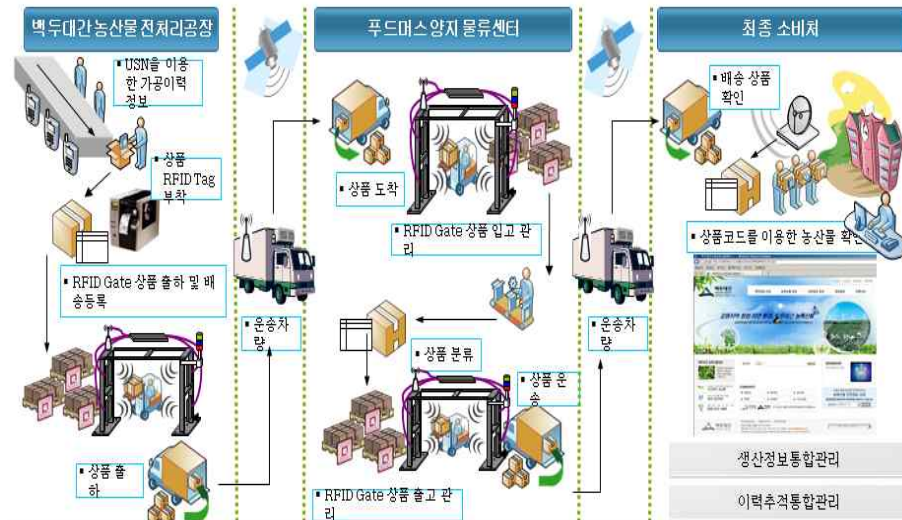 백두대간 농산물 전처리공장
▪ USN을 이용
한 가공이력
정보
▪ 상품
RFID Tag
부착
▪ RFID Gate 상품 출하 및 배
송등록
▪ 상품 출
하
▪ 운송차
량
푸드머스 양지 물류센터
▪ 상품 도착
▪ RFID Gate 상품 입고 관
리
▪ 상품 분류
▪ 상품 운
송
▪ RFID Gate 상품 출고 관
리
▪ 운송차
량
최종 소비처
▪ 배송 상품
확인
▪ 상품코드를 이용한 농산물 확인
생산정보통합관리
이력추적통합관리